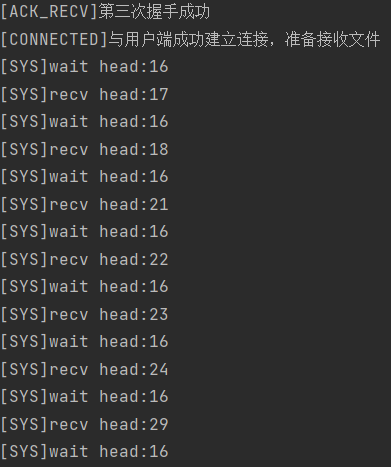 [ACK_RECV]第三次握手成功
[CONNECTED]与用户端成功建立连接，准备接收文件
[SYS]wait head:16
[SYS]recv head:17
[SYS]wait head:16
[SYS]recv head:18
[SYS]wait head:16
[SYS]recv head:21
[SYS]wait head:16
[SYS]recv head:22
[SYS]wait head:16
[SYS]recv head:23
[SYS]wait head:16
[SYS]recv head:24
[SYS]wait head:16
[SYS]recv head:29
[SYS]wait head:16